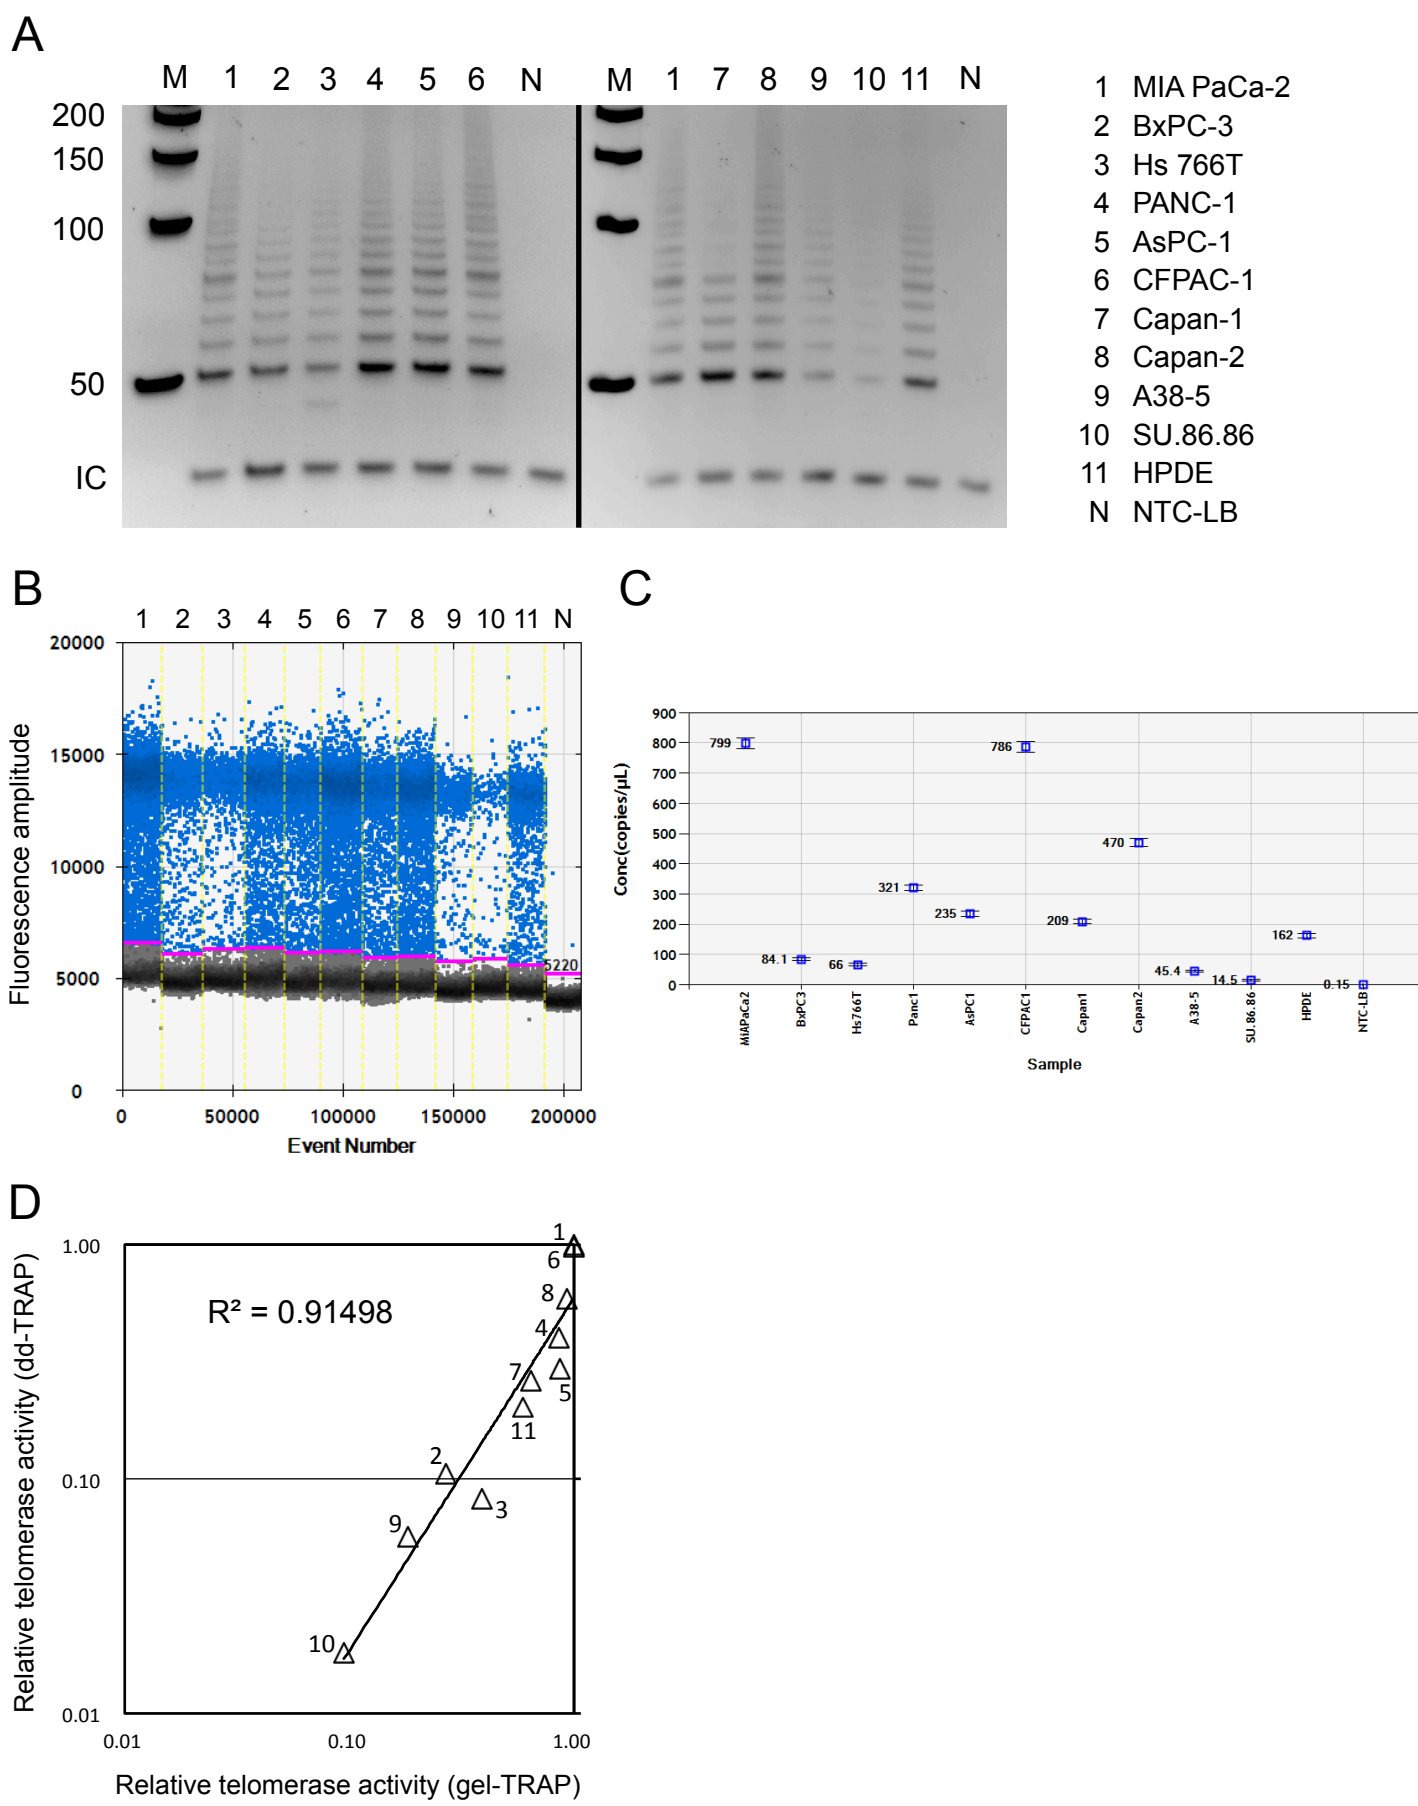 A
M 1 2 3 4 5 6 N M 1 7 8 9 10 11 N
200
150
100
50
IC
1 MIA PaCa-2
2 BxPC-3
3 Hs 766T
4 PANC-1
5 AsPC-1
6 CFPAC-1
7 Capan-1
8 Capan-2
9 A38-5
10 SU.86.86
11 HPDE
N NTC-LB
B
1 2 3 4 5 6 7 8 9 10 11 N
20000
15000
10000
5000
0
5220
0 50000 100000 150000 200000
Event Number
Fluorescence amplitude
C
900
800
700
600
500
400
300
200
100
0
Conc(copies/µL)
799
84.1
66
321
235
786
209
470
45.4
14.5
162
0.15
MiAPaCa2
BxPC3
Hs766T
Panc1
AsPC1
CFPAC1
Capan1
Capan2
A38-5
SU.86.86
HPDE
NTC-LB
Sample
D
1.00
0.10
0.01
R² = 0.91498
1
6
8
4
7
5
11
2
3
9
10
0.01 0.10 1.00
Relative telomerase activity (gel-TRAP)
Relative telomerase activity (dd-TRAP)